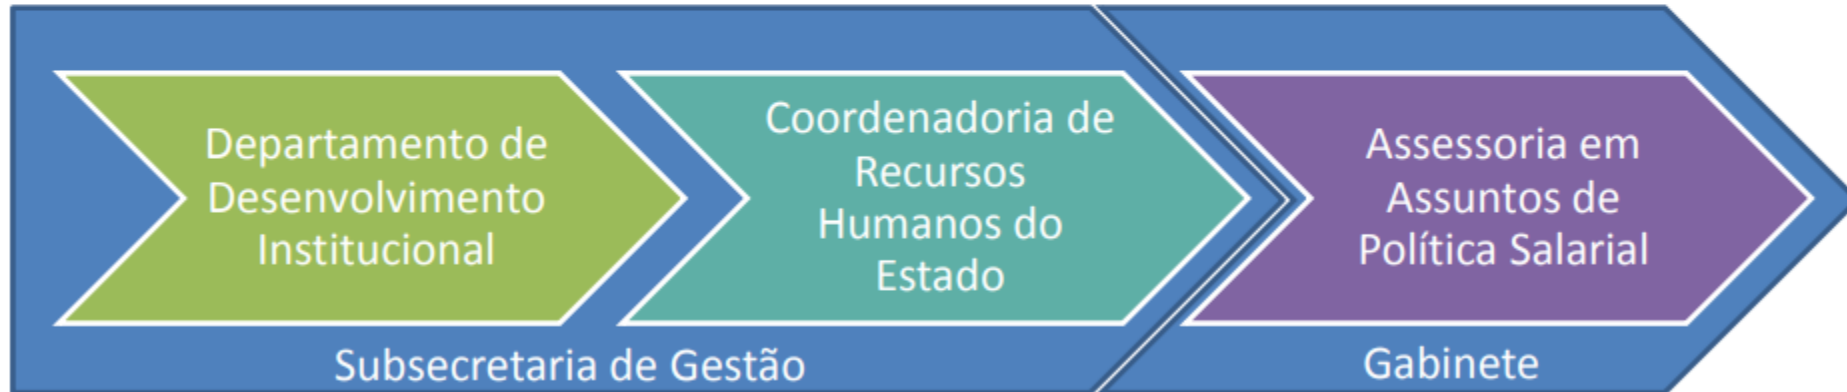 Departamento de
Desenvolvimento
Institucional
Coordenadoria de
Recursos
Humanos do
Estado
Assessoria em
Assuntos de
Política Salarial
Subsecretaria de Gestão
Gabinete